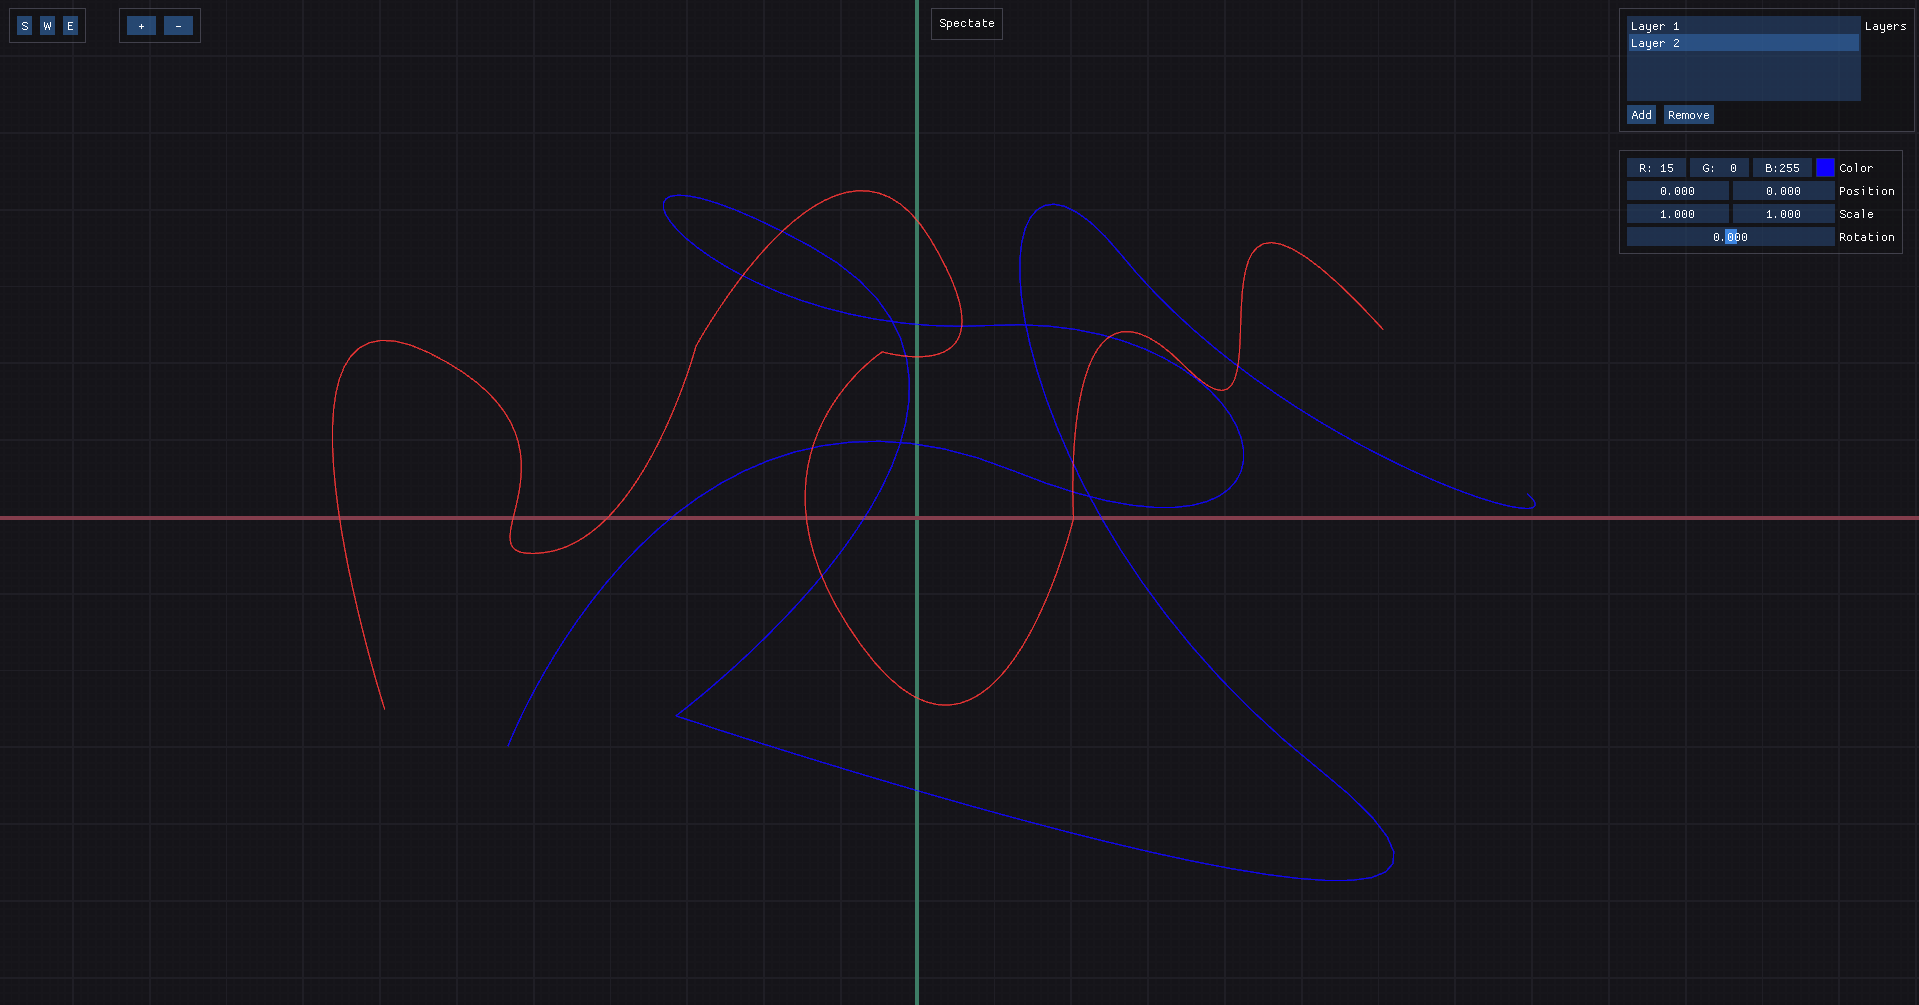 S W E
+ -
Spectate
Layer 1
Layers
Layer 2
Add Remove
R: 15 G: 0 B:255 Color
0.000 0.000 Position
1.000 1.000 Scale
0.000 Rotation